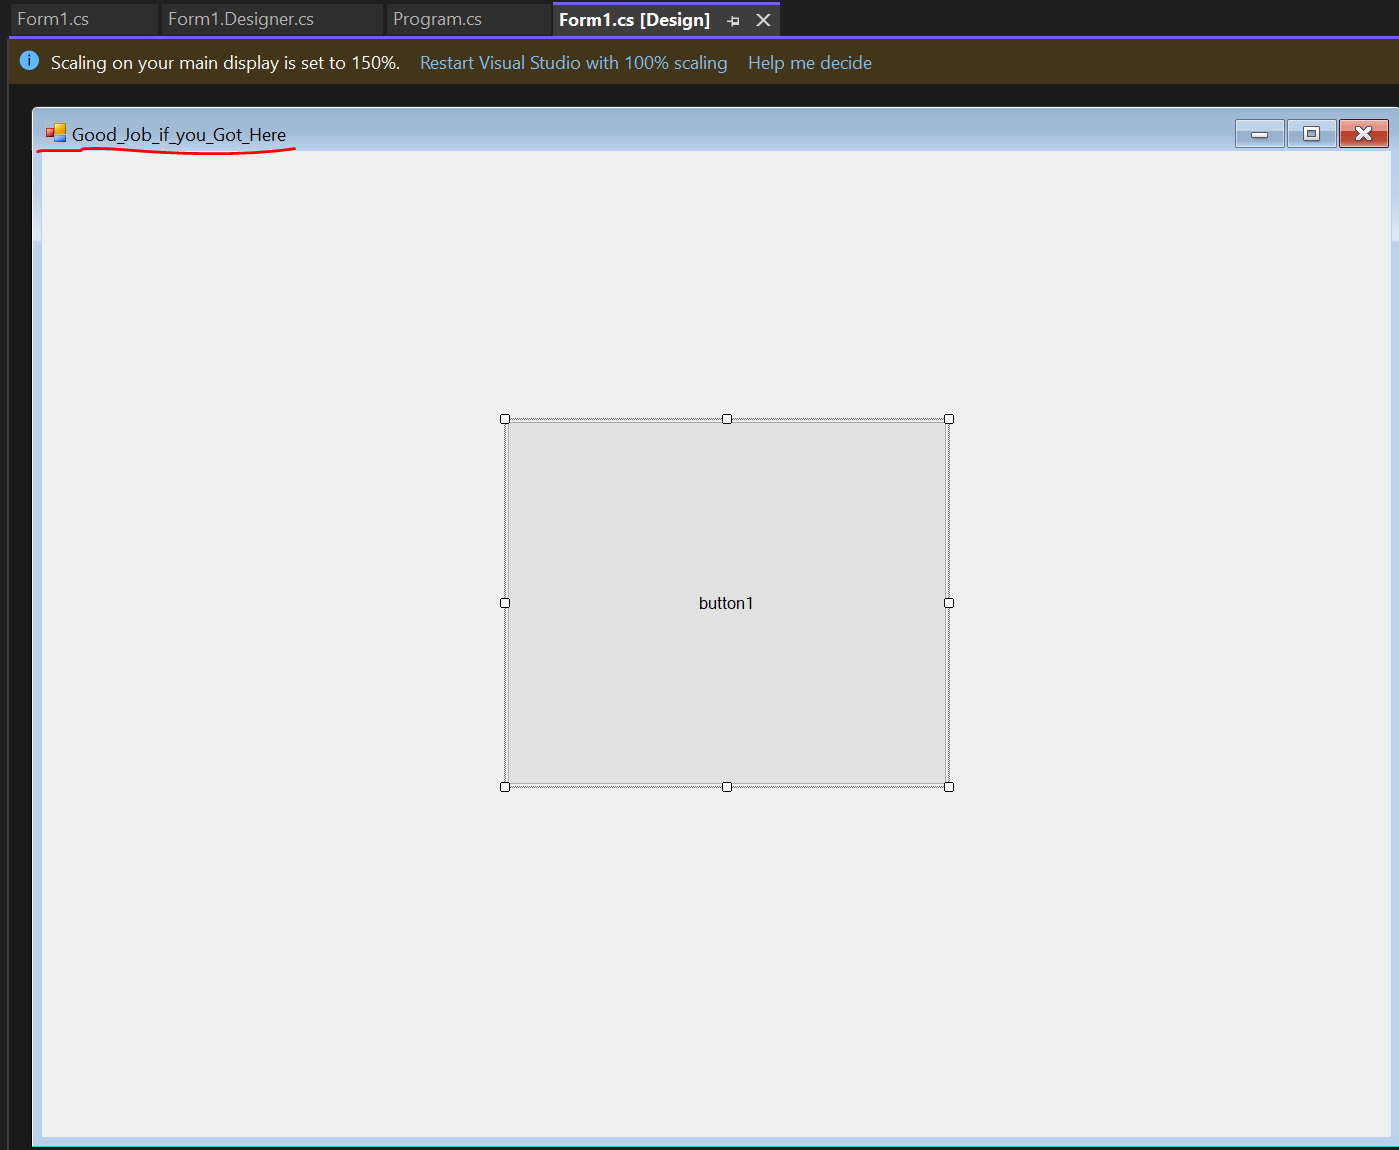 Form1.cs Form1.Designer.cs Program.cs Form1.cs [Design]
Scaling on your main display is set to 150%. Restart Visual Studio with 100% scaling Help me decide
Good_Job_if_you_Got_Here
button1